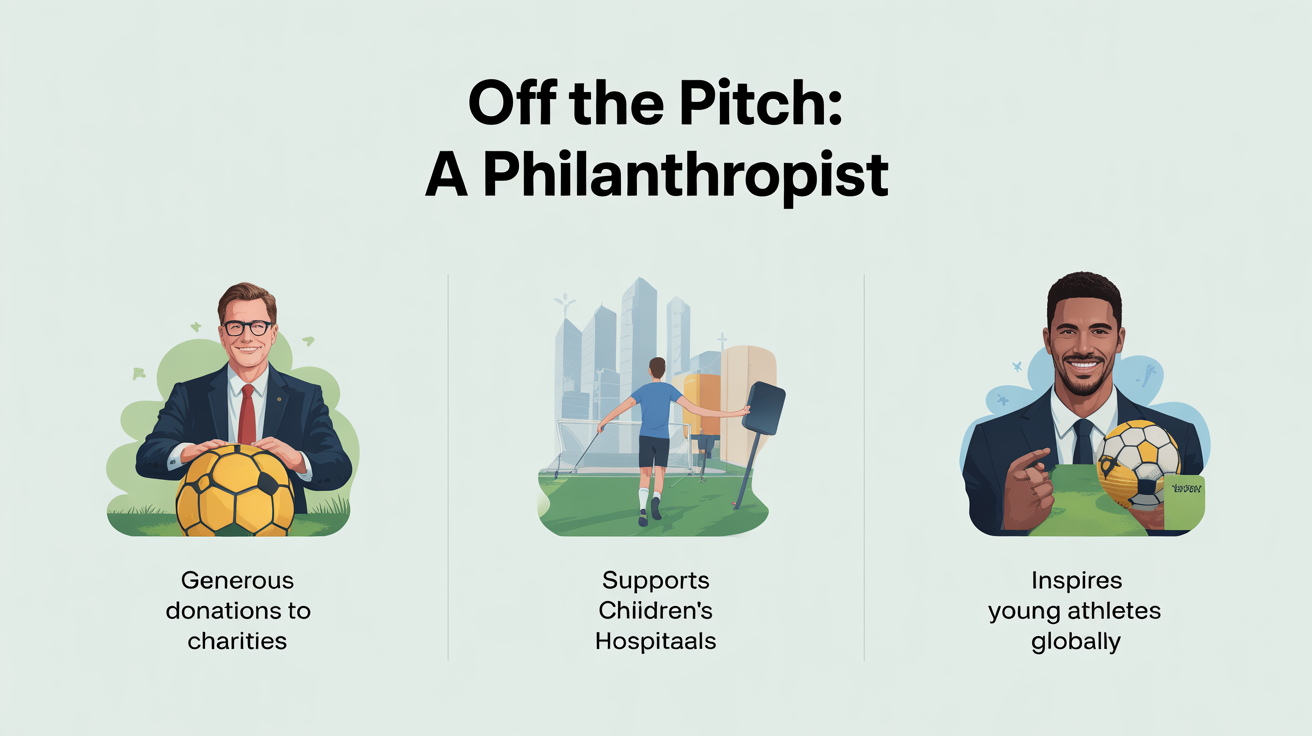 Off the Pitch:
A Philanthropist
Generous
donations to
charities
Supports
Chiidren's
Hospitaals
Inspires
young athletes
globally